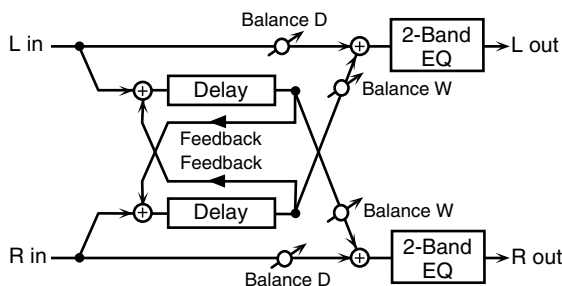 Balance D
L in
2-Band
EQ
L out
Delay
Balance W
Feedback
Feedback
Delay
Balance W
R in
2-Band
EQ
R out
Balance D